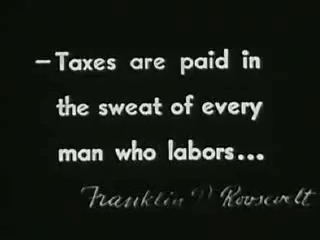 —Taxes are paid in
the sweat of every
man who labors...
Franklin D Roosevelt